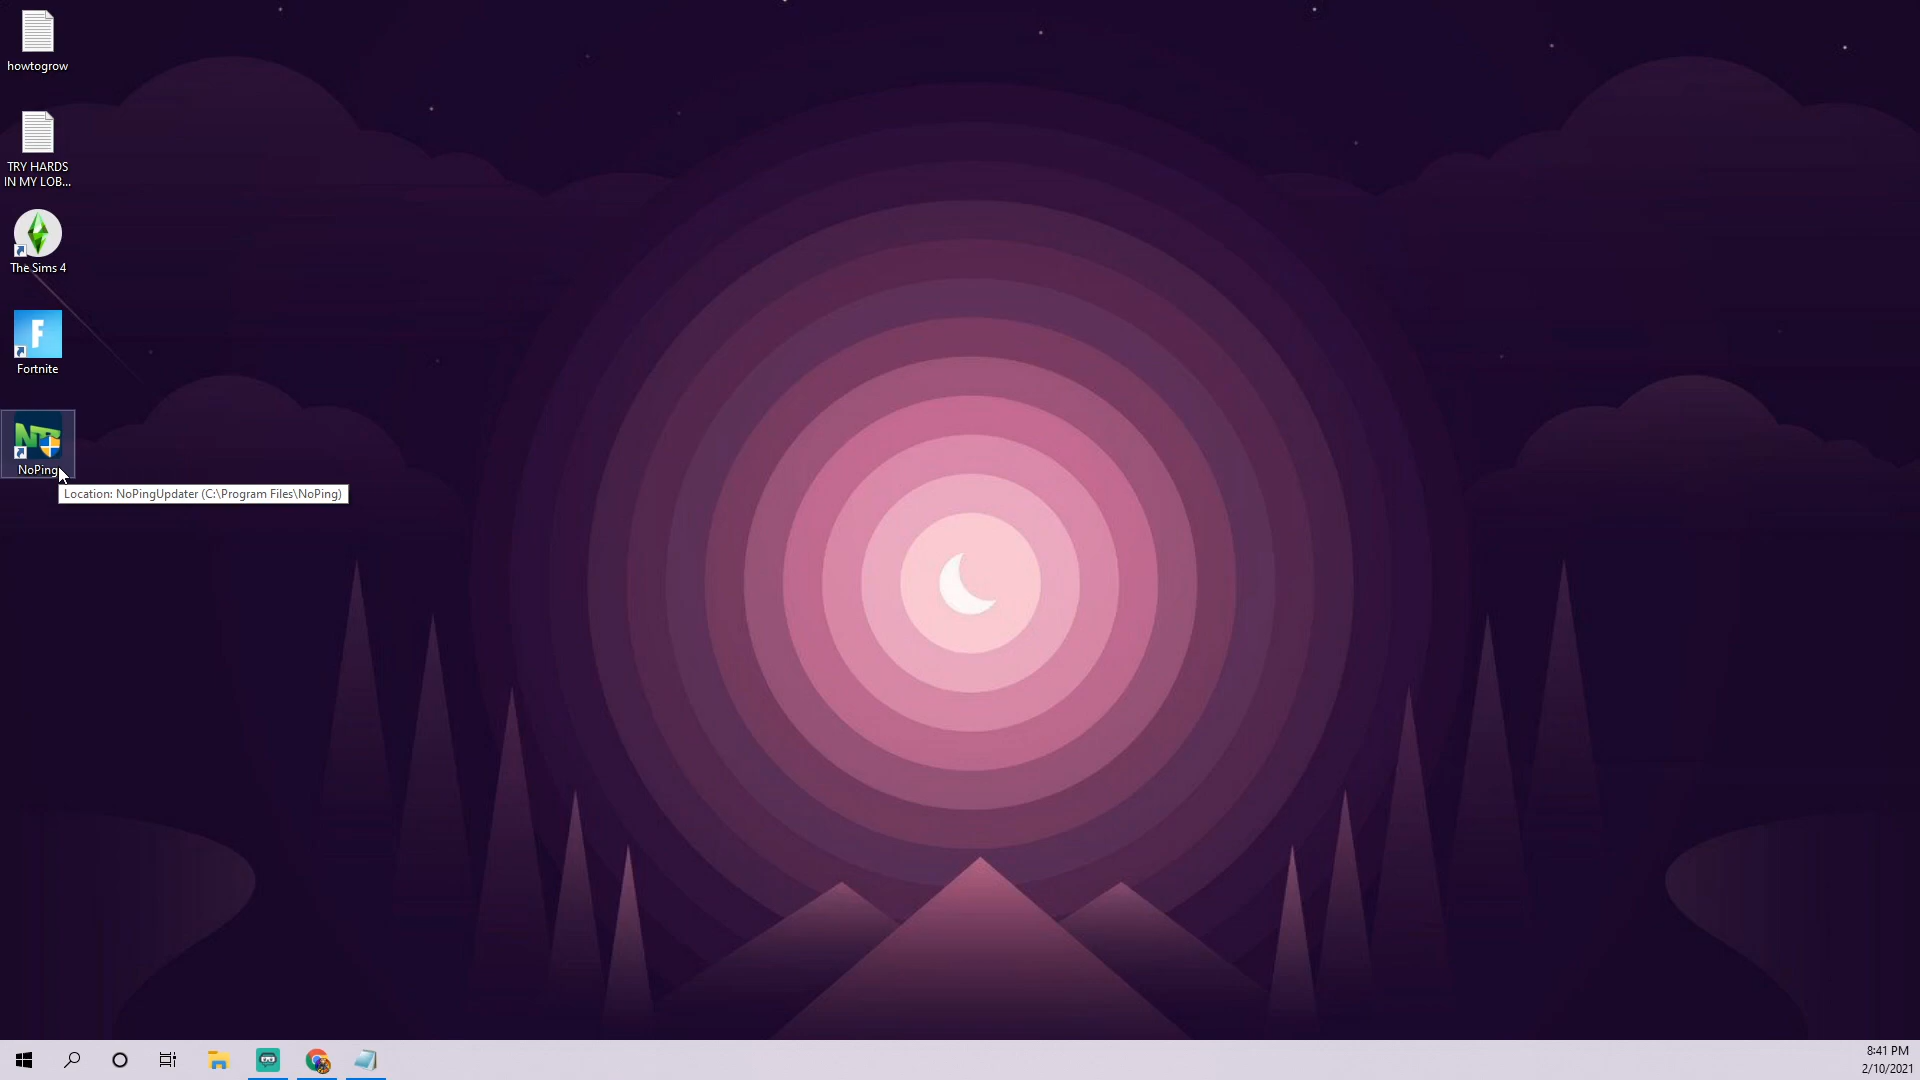 howtogrow
TRY HARDS
IN MY LOB...
The Sims 4
F
Fortnite
NoPing
Location: NoPingUpdater (C:\Program Files\NoPing)
8:41 PM
2/10/2021